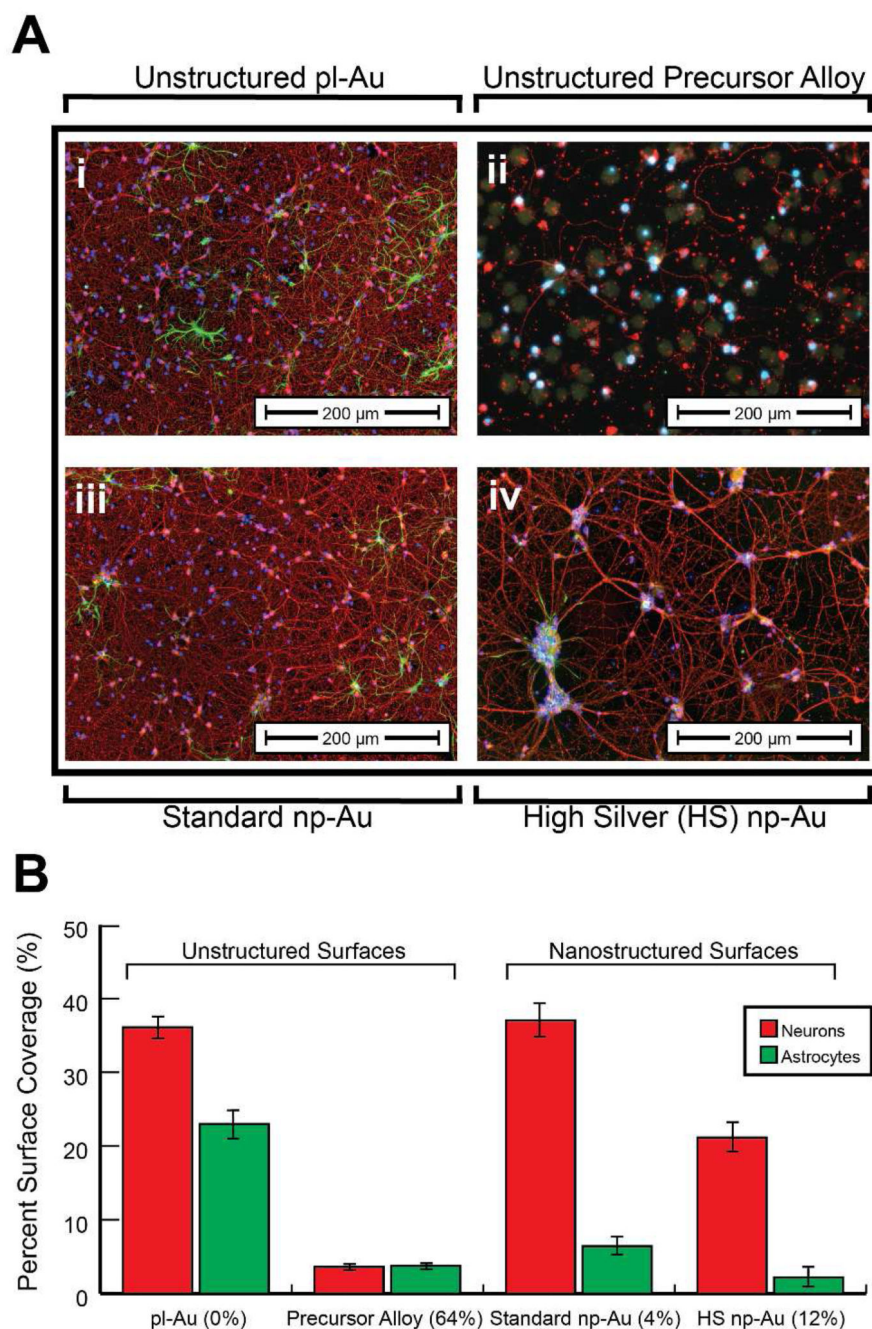 A
Unstructured pl-Au
Unstructured Precursor Alloy
i
ii
200 µm
200 µm
iii
iv
200 µm
200 µm
Standard np-Au
High Silver (HS) np-Au
B
Percent Surface Coverage (%)
50
40
30
20
10
0
Unstructured Surfaces
Nanostructured Surfaces
Neurons
Astrocytes
pl-Au (0%)
Precursor Alloy (64%)
Standard np-Au (4%)
HS np-Au (12%)